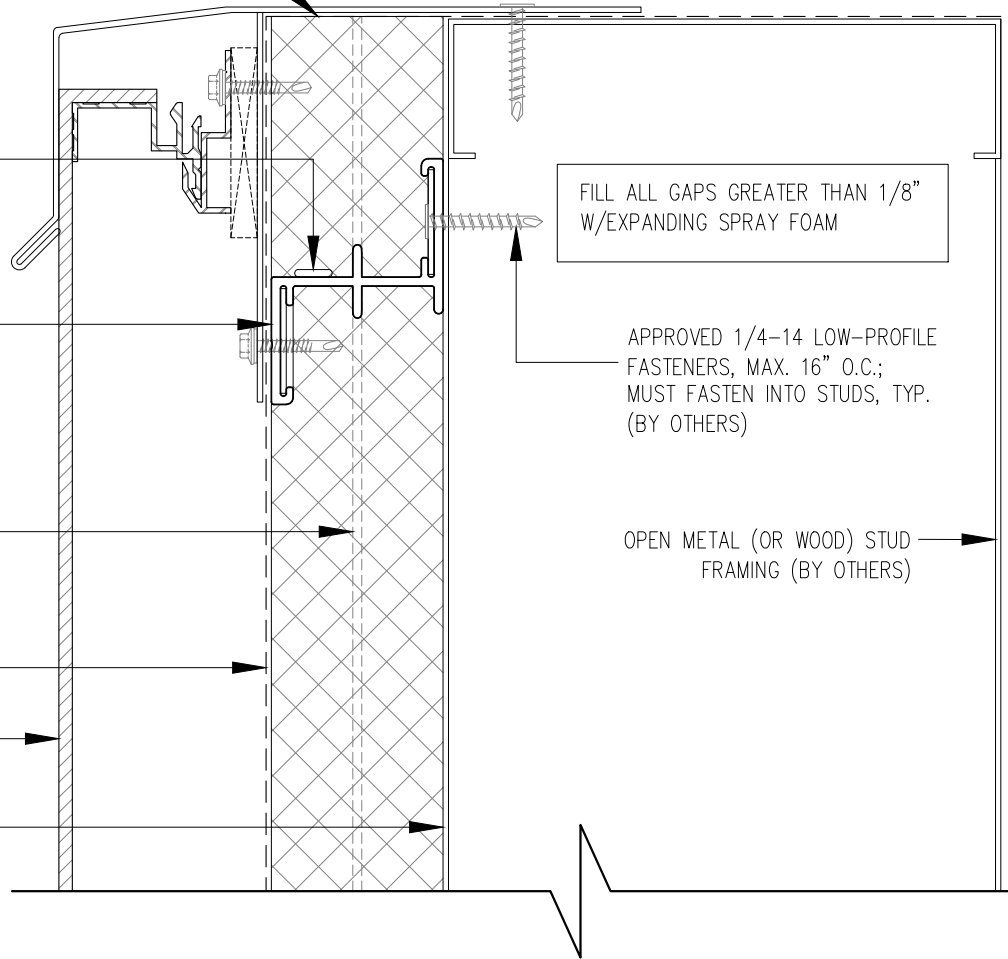 FILL ALL GAPS GREATER THAN 1/8"
W/EXPANDING SPRAY FOAM
APPROVED 1/4-14 LOW-PROFILE
FASTENERS, MAX. 16" O.C.;
MUST FASTEN INTO STUDS, TYP.
(BY OTHERS)
OPEN METAL (OR WOOD) STUD
FRAMING (BY OTHERS)